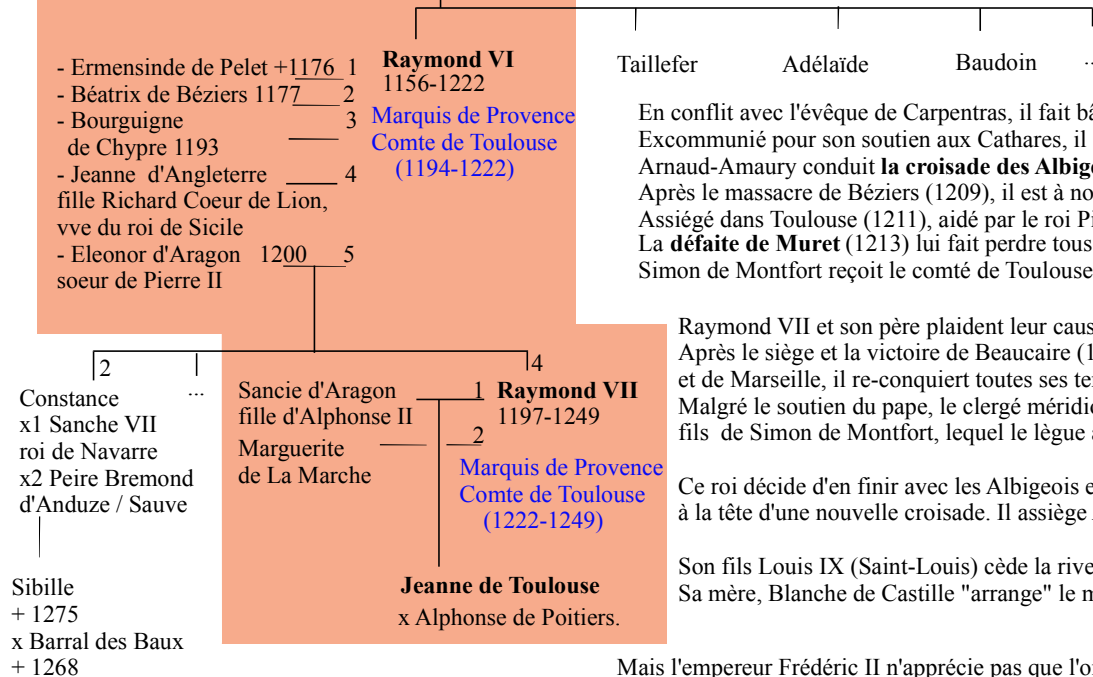 - Ermensinde de Pelet +1176 1
- Béatrix de Béziers 1177 2
- Bourguigne 3
de Chypre 1193
- Jeanne d'Angleterre 4
fille Richard Coeur de Lion,
vve du roi de Sicile
- Eleonor d'Aragon 1200 5
soeur de Pierre II
Raymond VI
1156-1222
Marquis de Provence
Comte de Toulouse
(1194-1222)
Taillefer Adélaïde Baudoin ..
En conflit avec l'évêque de Carpentras, il fait bâ
Excommunié pour son soutien aux Cathares, il
Arnaud-Amaury conduit la croisade des Albige
Après le massacre de Béziers (1209), il est à no
Assiégé dans Toulouse (1211), aidé par le roi Pi
La défaite de Muret (1213) lui fait perdre tous
Simon de Montfort reçoit le comté de Toulouse
2
Constance
x1 Sanche VII
roi de Navarre
x2 Peire Bremond
d'Anduze / Sauve
...
Sibille
+ 1275
x Barral des Baux
+ 1268
Sancie d'Aragon 1
fille d'Alphonse II
Marguerite 2
de La Marche
4
Raymond VII
1197-1249
Marquis de Provence
Comte de Toulouse
(1222-1249)
Jeanne de Toulouse
x Alphonse de Poitiers.
Raymond VII et son père plaident leur caus
Après le siège et la victoire de Beaucaire (1
et de Marseille, il re-conquiert toutes ses te
Malgré le soutien du pape, le clergé méridi
fils de Simon de Montfort, lequel le lègue a
Ce roi décide d'en finir avec les Albigeois e
à la tête d'une nouvelle croisade. Il assiège
Son fils Louis IX (Saint-Louis) cède la rive
Sa mère, Blanche de Castille "arrange" le m
Mais l'empereur Frédéric II n'apprécie pas que l'o